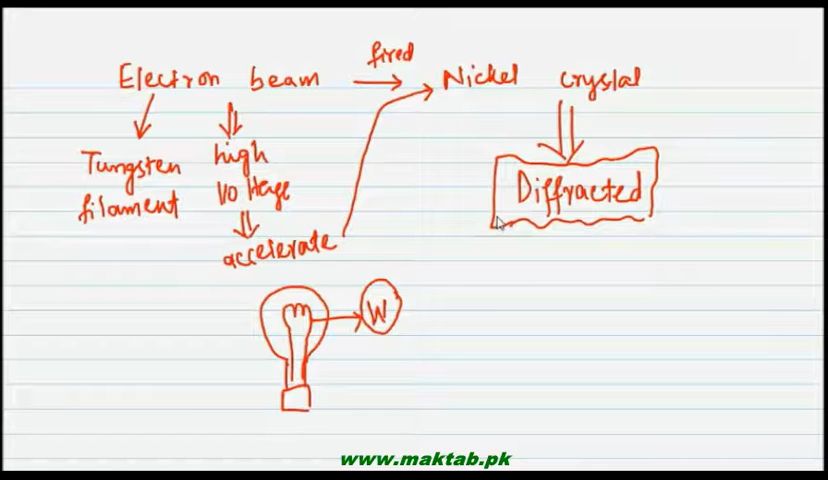 fired
Electron beam Nickel crystal
Tungsten
filament
high
voltage
accelerate
Diffracted
W
www.maktab.pk